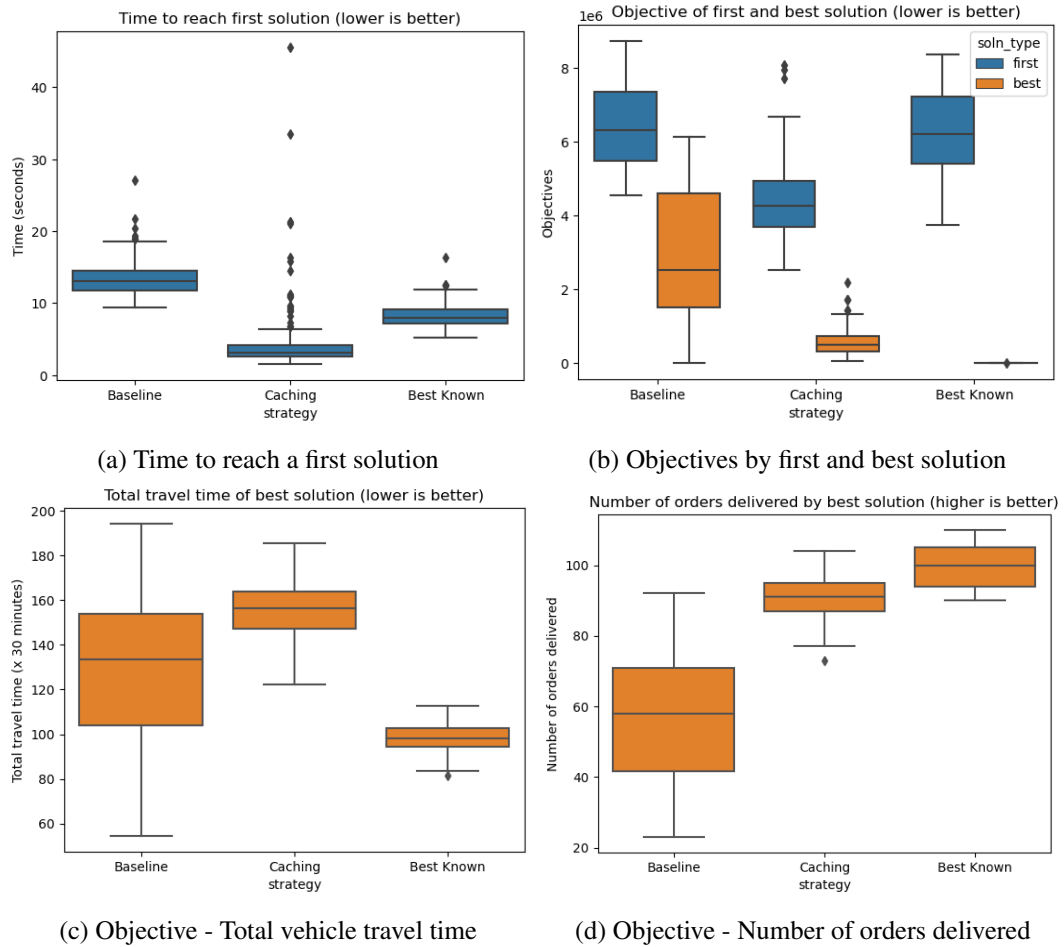 Time to reach first solution (lower is better)
Time (seconds)
40
30
20
10
0
Baseline
Caching
Best Known
strategy
(a) Time to reach a first solution
Objective of first and best solution (lower is better)
1e6
soln_type
first
best
Objectives
8
6
4
2
0
Baseline
Caching
Best Known
strategy
(b) Objectives by first and best solution
Total travel time of best solution (lower is better)
Total travel time (x 30 minutes)
200
180
160
140
120
100
80
60
Baseline
Caching
Best Known
strategy
(c) Objective - Total vehicle travel time
Number of orders delivered by best solution (higher is better)
Number of orders delivered
100
80
60
40
20
Baseline
Caching
Best Known
strategy
(d) Objective - Number of orders delivered